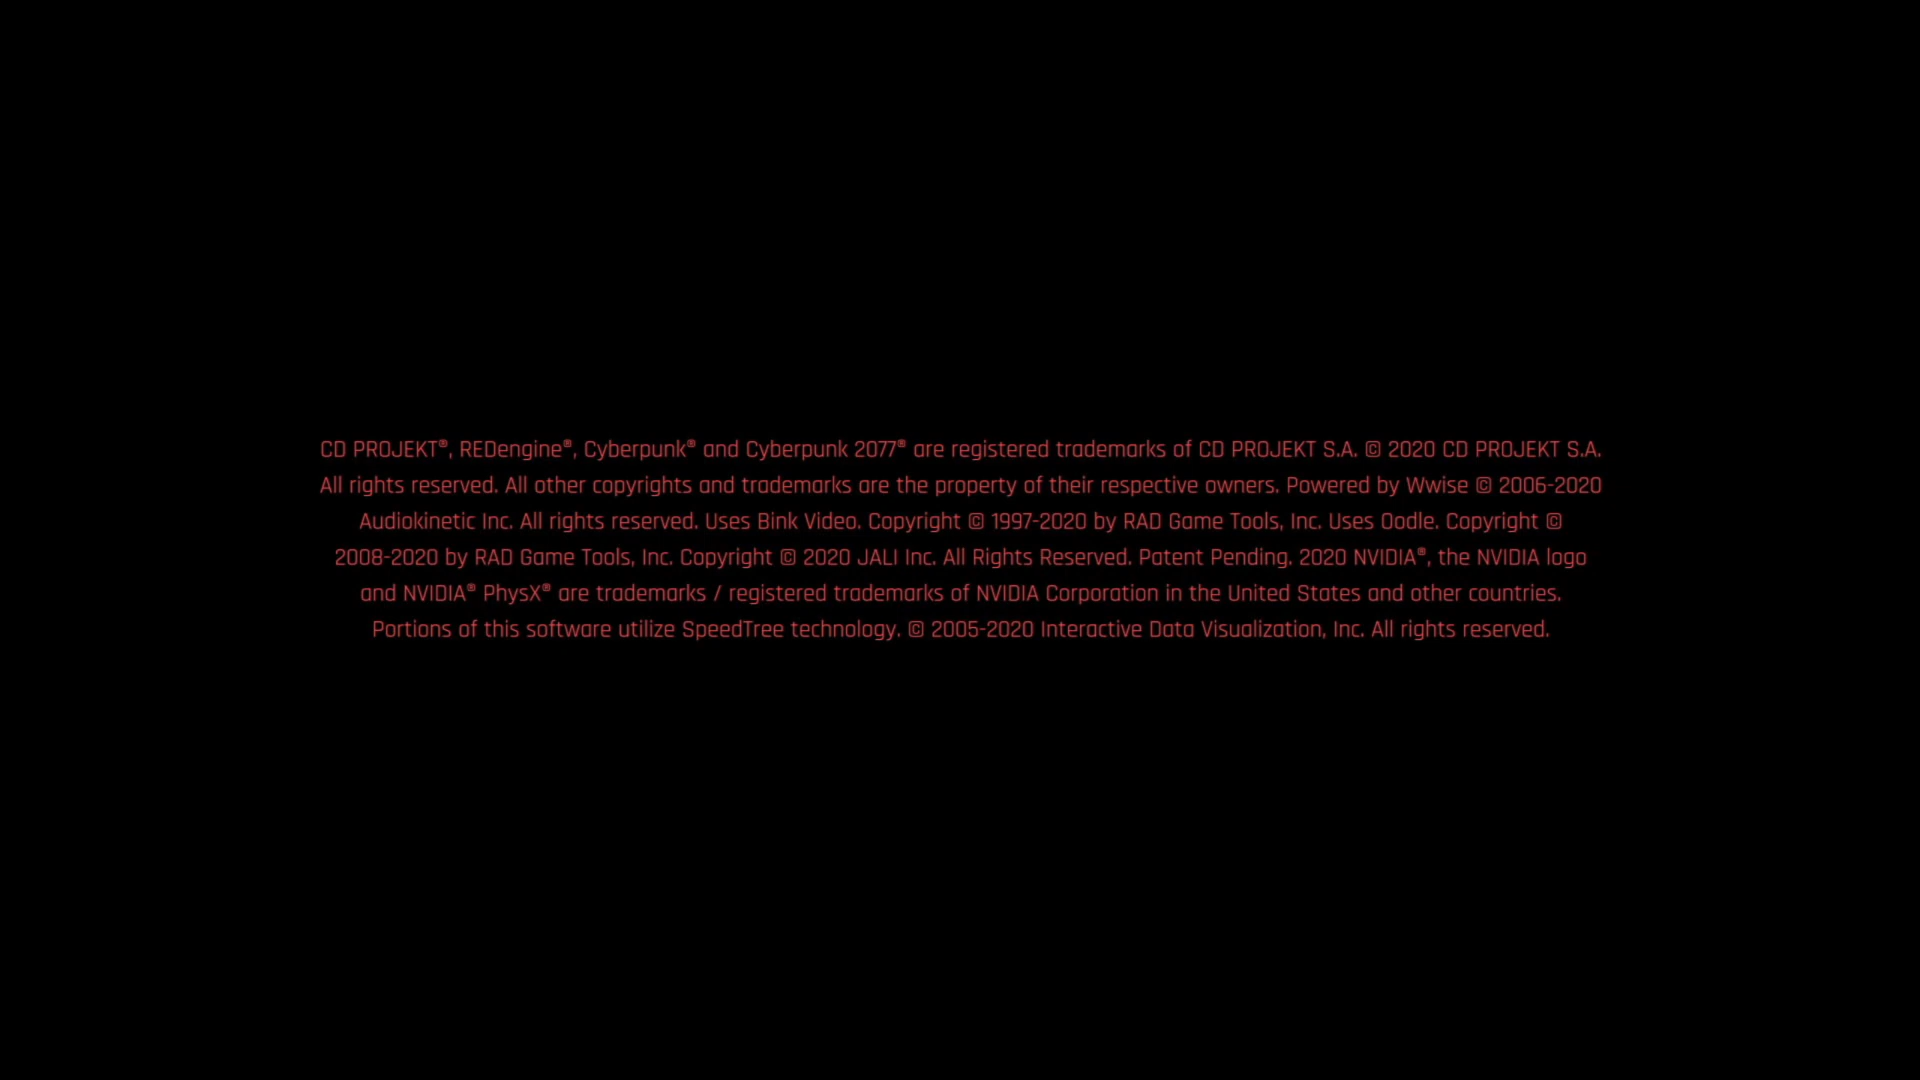 CD PROJEKT®, REDengine®, Cyberpunk® and Cyberpunk 2077® are registered trademarks of CD PROJEKT S.A. © 2020 CD PROJEKT S.A.
All rights reserved. All other copyrights and trademarks are the property of their respective owners. Powered by Wwise © 2006-2020
Audiokinetic Inc. All rights reserved. Uses Bink Video. Copyright © 1997-2020 by RAD Game Tools, Inc. Uses Oodle. Copyright ©
2008-2020 by RAD Game Tools, Inc. Copyright © 2020 JALI Inc. All Rights Reserved. Patent Pending. 2020 NVIDIA®, the NVIDIA logo
and NVIDIA® PhysX® are trademarks / registered trademarks of NVIDIA Corporation in the United States and other countries.
Portions of this software utilize SpeedTree technology. © 2005-2020 Interactive Data Visualization, Inc. All rights reserved.